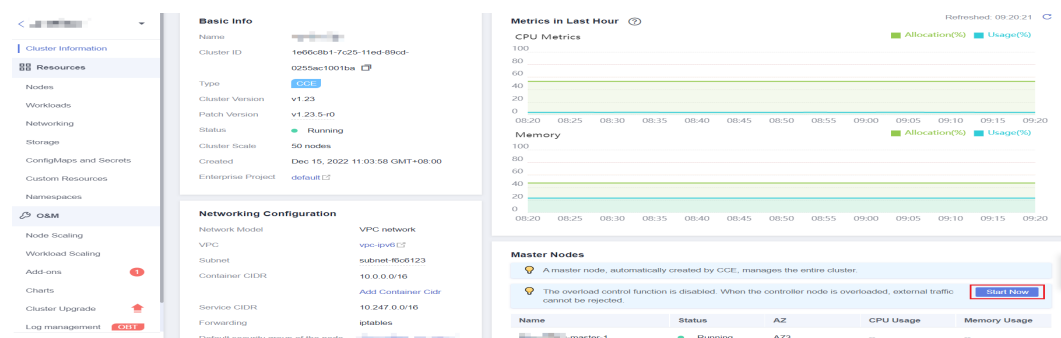 Cluster Information
Resources
Nodes
Workloads
Networking
Storage
ConfigMaps and Secrets
Custom Resources
Namespaces
O&M
Node Scaling
Workload Scaling
Add-ons 1
Charts
Cluster Upgrade
Log management OBT
Basic Info
Name
Cluster ID 1e66c8b1-7c25-11ed-89cd-
0255ac1001ba
Type CCE
Cluster Version v1.23
Patch Version v1.23.5-r0
Status Running
Cluster Scale 50 nodes
Created Dec 15, 2022 11:03:58 GMT+08:00
Enterprise Project default
Networking Configuration
Network Model VPC network
VPC vpc-ipv6
Subnet subnet-f6c6123
Container CIDR 10.0.0.0/16
Add Container Cidr
Service CIDR 10.247.0.0/16
Forwarding iptables
Metrics in Last Hour
Refreshed: 09:20:21
CPU Metrics
Allocation(%) Usage(%)
100
80
60
40
20
0
08:20 08:25 08:30 08:35 08:40 08:45 08:50 08:55 09:00 09:05 09:10 09:15 09:20
Memory
Allocation(%) Usage(%)
100
80
60
40
20
0
08:20 08:25 08:30 08:35 08:40 08:45 08:50 08:55 09:00 09:05 09:10 09:15 09:20
Master Nodes
A master node, automatically created by CCE, manages the entire cluster.
The overload control function is disabled. When the controller node is overloaded, external traffic
cannot be rejected.
Start Now
Name Status AZ CPU Usage Memory Usage
-master-1 Running AZ3